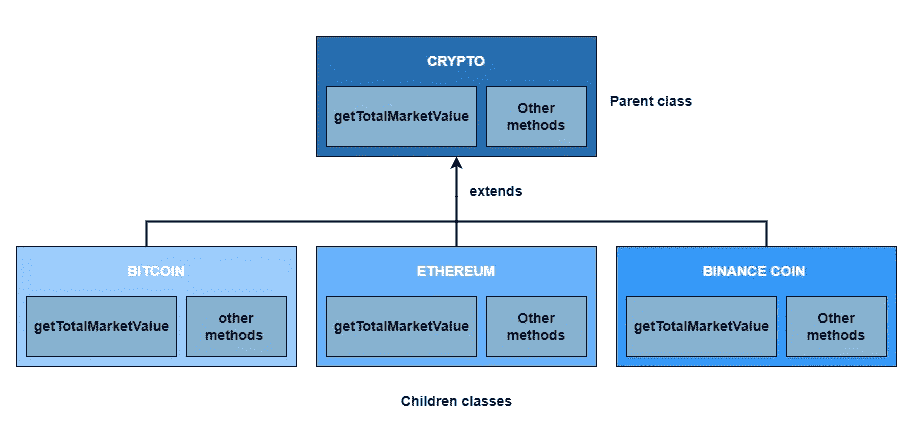 CRYPTO
getTotalMarketValue
Other
methods
Parent class
extends
BITCOIN
getTotalMarketValue
other
methods
ETHEREUM
getTotalMarketValue
Other
methods
BINANCE COIN
getTotalMarketValue
Other
methods
Children classes